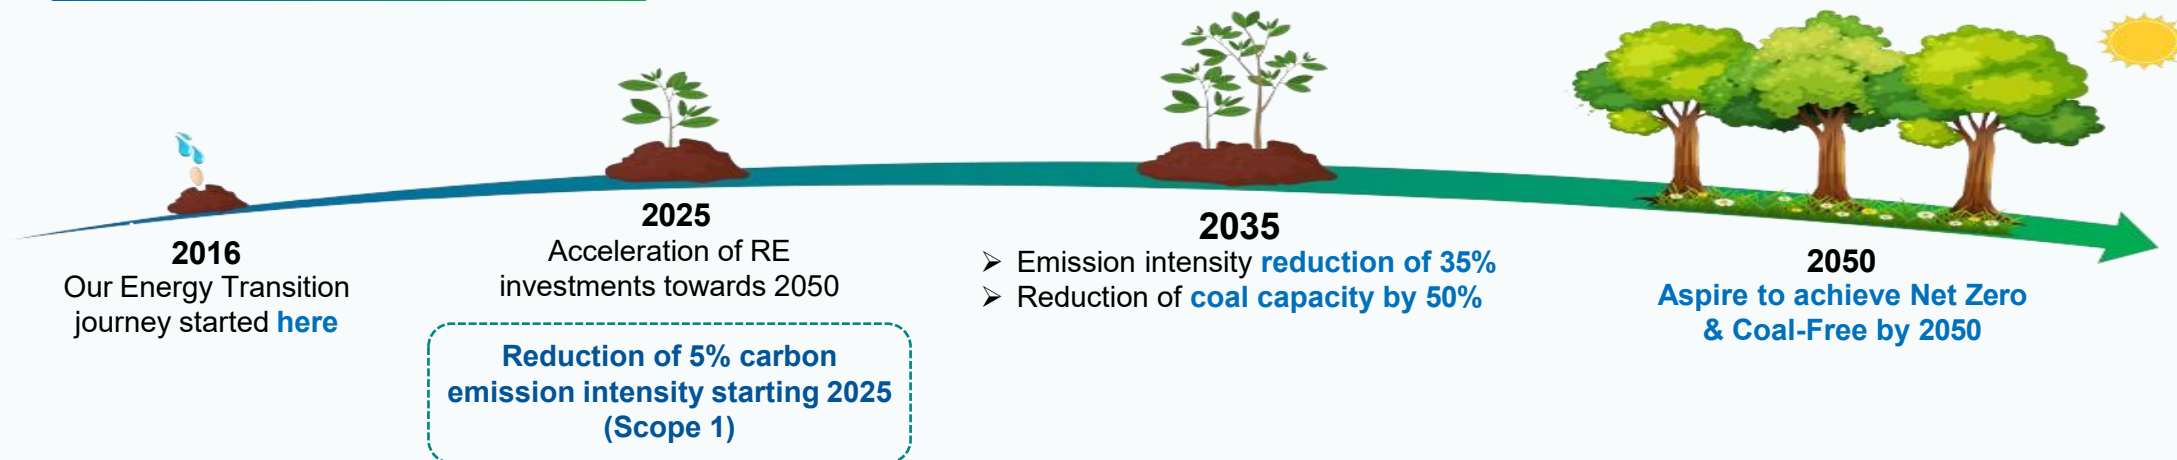 2016
Our Energy Transition
journey started here
2025
Acceleration of RE
investments towards 2050
Reduction of 5% carbon
emission intensity starting 2025
(Scope 1)
2035
➢ Emission intensity reduction of 35%
➢ Reduction of coal capacity by 50%
2050
Aspire to achieve Net Zero
& Coal-Free by 2050